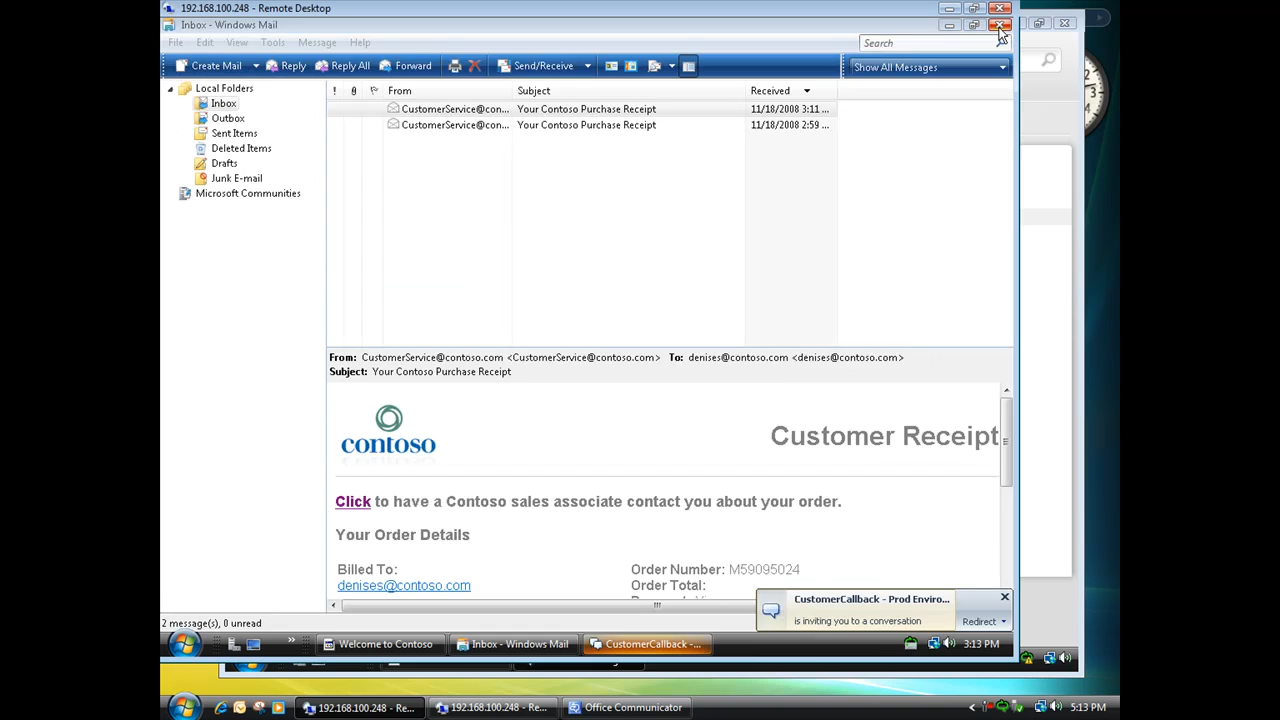 192.168.100.248 - Remote Desktop
Inbox - Windows Mail
File Edit View Tools Message Help
Search
Create Mail Reply Reply All Forward Send/Receive
Show All Messages
Local Folders
Inbox
Outbox
Sent Items
Deleted Items
Drafts
Junk E-mail
Microsoft Communities
! From Subject Received
CustomerService@con... Your Contoso Purchase Receipt 11/18/2008 3:11 ...
CustomerService@con... Your Contoso Purchase Receipt 11/18/2008 2:59 ...
From: CustomerService@contoso.com <CustomerService@contoso.com> To: denises@contoso.com <denises@contoso.com>
Subject: Your Contoso Purchase Receipt
contoso
Customer Receipt
Click to have a Contoso sales associate contact you about your order.
Your Order Details
Billed To:
denises@contoso.com
Order Number: M59095024
Order Total:
CustomerCallback - Prod Enviro...
is inviting you to a conversation
Redirect
2 message(s), 0 unread
Welcome to Contoso
Inbox - Windows Mail
CustomerCallback -...
3:13 PM
192.168.100.248 - Re...
192.168.100.248 - Re...
Office Communicator
5:13 PM